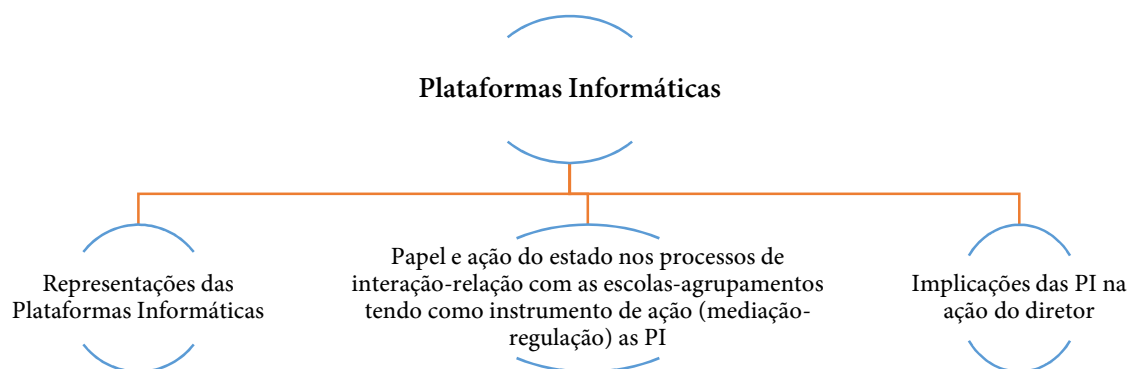 Plataformas Informáticas
Representações das
Plataformas Informáticas
Papel e ação do estado nos processos de
interação-relação com as escolas-agrupamentos
tendo como instrumento de ação (mediação-
regulação) as PI
Implicações das PI na
ação do diretor